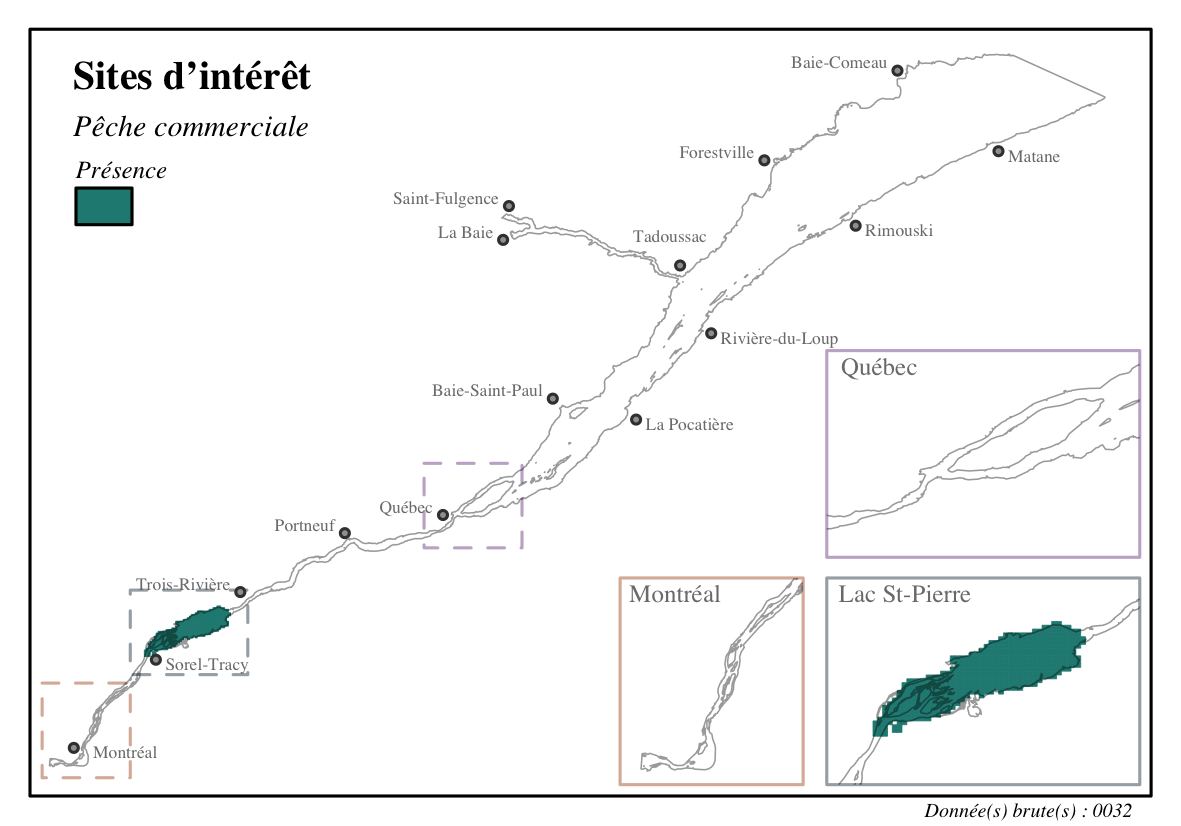 Sites d’intérêt
Pêche commerciale
Présence
Baie-Comeau
Forestville
Matane
Saint-Fulgence
La Baie
Tadoussac
Rimouski
Rivière-du-Loup
Baie-Saint-Paul
La Pocatière
Québec
Portneuf
Trois-Rivière
Sorel-Tracy
Montréal
Québec
Montréal
Lac St-Pierre
Donnée(s) brute(s) : 0032